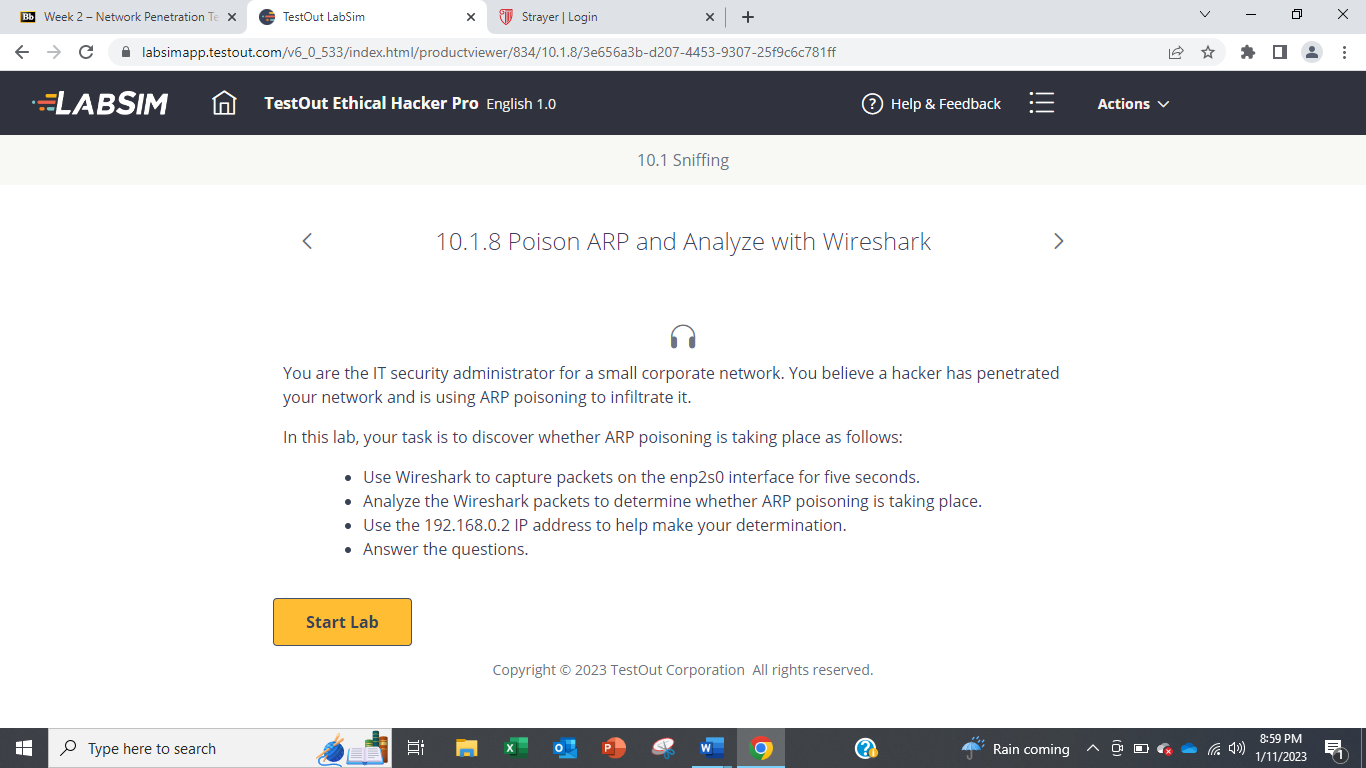 Bb Week 2 – Network Penetration Te
TestOut LabSim
Strayer | Login
labsimapp.testout.com/v6_0_533/index.html/productviewer/834/10.1.8/3e656a3b-d207-4453-9307-25f9c6c781ff
LABSIM
TestOut Ethical Hacker Pro English 1.0
Help & Feedback
Actions
10.1 Sniffing
10.1.8 Poison ARP and Analyze with Wireshark
You are the IT security administrator for a small corporate network. You believe a hacker has penetrated
your network and is using ARP poisoning to infiltrate it.
In this lab, your task is to discover whether ARP poisoning is taking place as follows:
• Use Wireshark to capture packets on the enp2s0 interface for five seconds.
• Analyze the Wireshark packets to determine whether ARP poisoning is taking place.
• Use the 192.168.0.2 IP address to help make your determination.
• Answer the questions.
Start Lab
Copyright © 2023 TestOut Corporation All rights reserved.
Type here to search
Rain coming
8:59 PM
1/11/2023
1